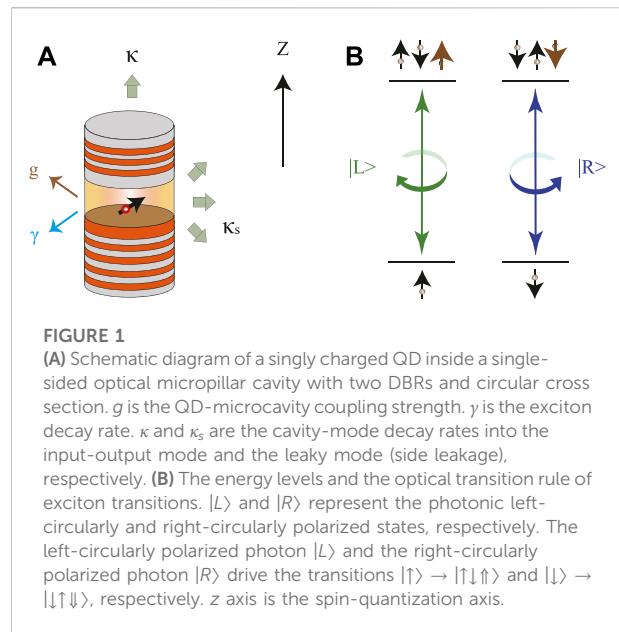 A
κ
Z
B
g
γ
κs
|L>
|R>
FIGURE 1
(A) Schematic diagram of a singly charged QD inside a single-
sided optical micropillar cavity with two DBRs and circular cross
section. g is the QD-microcavity coupling strength. γ is the exciton
decay rate. κ and κs are the cavity-mode decay rates into the
input-output mode and the leaky mode (side leakage),
respectively. (B) The energy levels and the optical transition rule of
exciton transitions. |L⟩ and |R⟩ represent the photonic left-
circularly and right-circularly polarized states, respectively. The
left-circularly polarized photon |L⟩ and the right-circularly
polarized photon |R⟩ drive the transitions |↑⟩ → |↑↓⇑⟩ and |↓⟩ →
|↓↑⇓⟩, respectively. z axis is the spin-quantization axis.